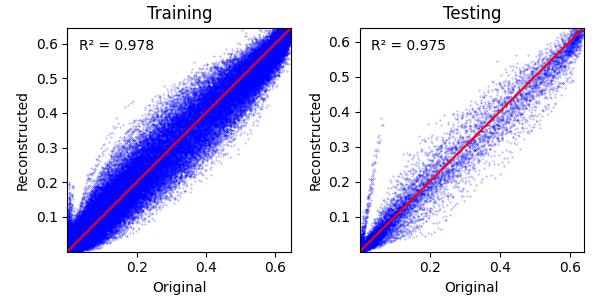 Training
R² = 0.978
0.6
0.5
0.4
0.3
0.2
0.1
Reconstructed
0.2 0.4 0.6
Original
Testing
R² = 0.975
0.6
0.5
0.4
0.3
0.2
0.1
Reconstructed
0.2 0.4 0.6
Original